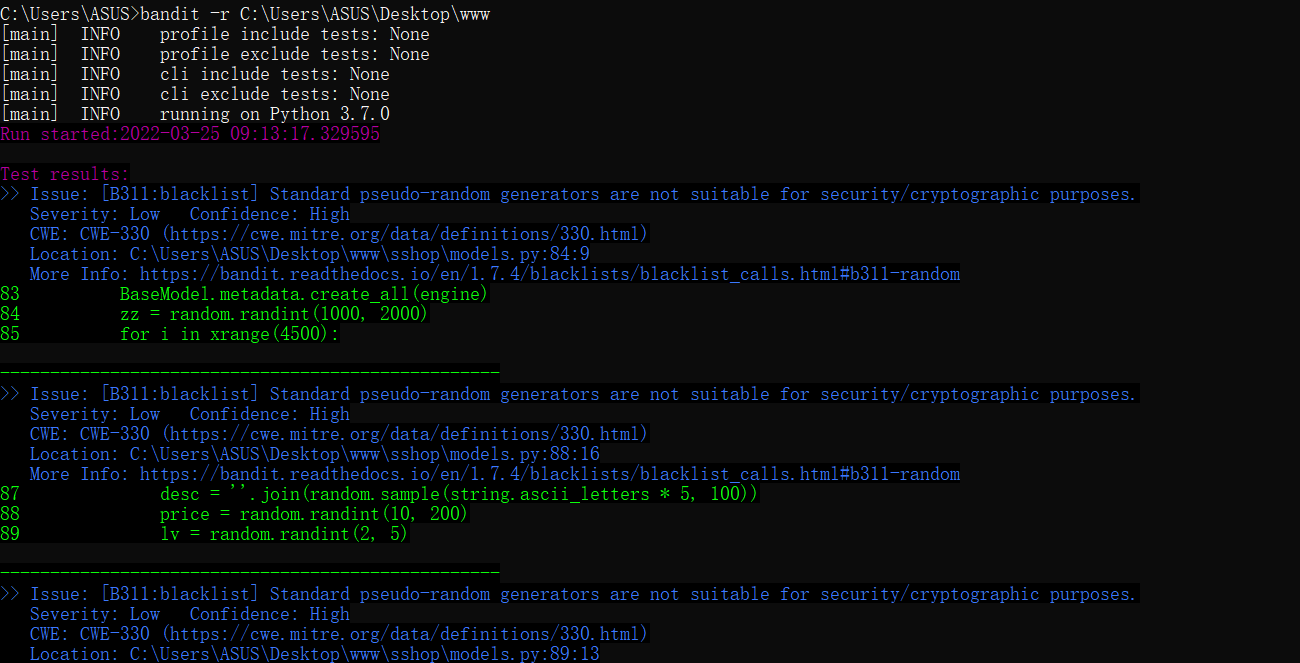 C:\Users\ASUS>bandit -r C:\Users\ASUS\Desktop\www
[main]  INFO    profile include tests: None
[main]  INFO    profile exclude tests: None
[main]  INFO    cli include tests: None
[main]  INFO    cli exclude tests: None
[main]  INFO    running on Python 3.7.0
Run started:2022-03-25 09:13:17.329595

Test results:
>> Issue: [B311:blacklist] Standard pseudo-random generators are not suitable for security/cryptographic purposes.
   Severity: Low   Confidence: High
   CWE: CWE-330 (https://cwe.mitre.org/data/definitions/330.html)
   Location: C:\Users\ASUS\Desktop\www\sshop\models.py:84:9
   More Info: https://bandit.readthedocs.io/en/1.7.4/blacklists/blacklist_calls.html#b311-random
83          BaseModel.metadata.create_all(engine)
84          zz = random.randint(1000, 2000)
85          for i in xrange(4500):

--------------------------------------------------
>> Issue: [B311:blacklist] Standard pseudo-random generators are not suitable for security/cryptographic purposes.
   Severity: Low   Confidence: High
   CWE: CWE-330 (https://cwe.mitre.org/data/definitions/330.html)
   Location: C:\Users\ASUS\Desktop\www\sshop\models.py:88:16
   More Info: https://bandit.readthedocs.io/en/1.7.4/blacklists/blacklist_calls.html#b311-random
87              desc = ''.join(random.sample(string.ascii_letters * 5, 100))
88              price = random.randint(10, 200)
89              lv = random.randint(2, 5)

--------------------------------------------------
>> Issue: [B311:blacklist] Standard pseudo-random generators are not suitable for security/cryptographic purposes.
   Severity: Low   Confidence: High
   CWE: CWE-330 (https://cwe.mitre.org/data/definitions/330.html)
   Location: C:\Users\ASUS\Desktop\www\sshop\models.py:89:13